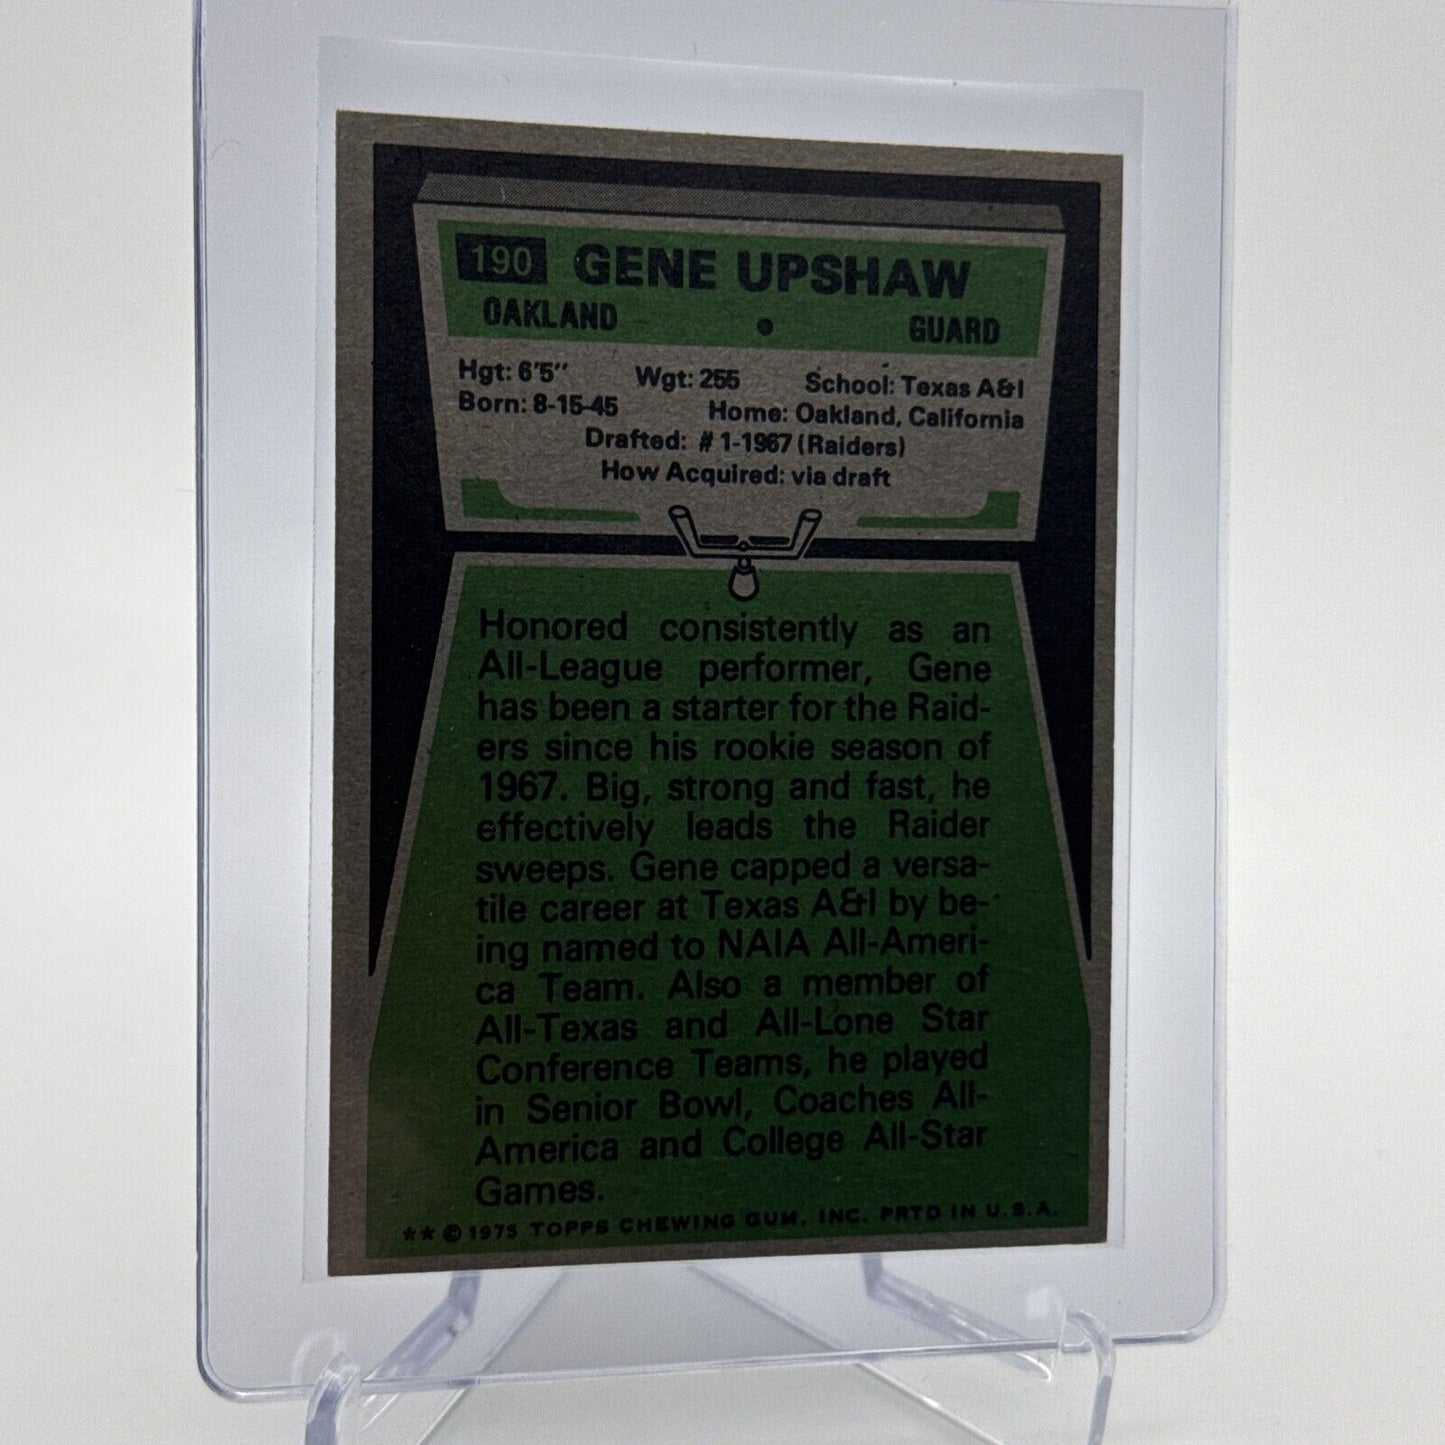 190 GENE UPSHAW
OAKLAND • GUARD
Hgt: 6'5" Wgt: 255 School: Texas A&I
Born: 8-15-45 Home: Oakland, California
Drafted: # 1-1967 (Raiders)
How Acquired: via draft
Honored consistently as an
All-League performer, Gene
has been a starter for the Raid-
ers since his rookie season of
1967. Big, strong and fast, he
effectively leads the Raider
sweeps. Gene capped a versa-
tile career at Texas A&I by be-
ing named to NAIA All-Ameri-
ca Team. Also a member of
All-Texas and All-Lone Star
Conference Teams, he played
in Senior Bowl, Coaches All-
America and College All-Star
Games.
** © 1975 TOPPS CHEWING GUM, INC. PRTD IN U.S.A.